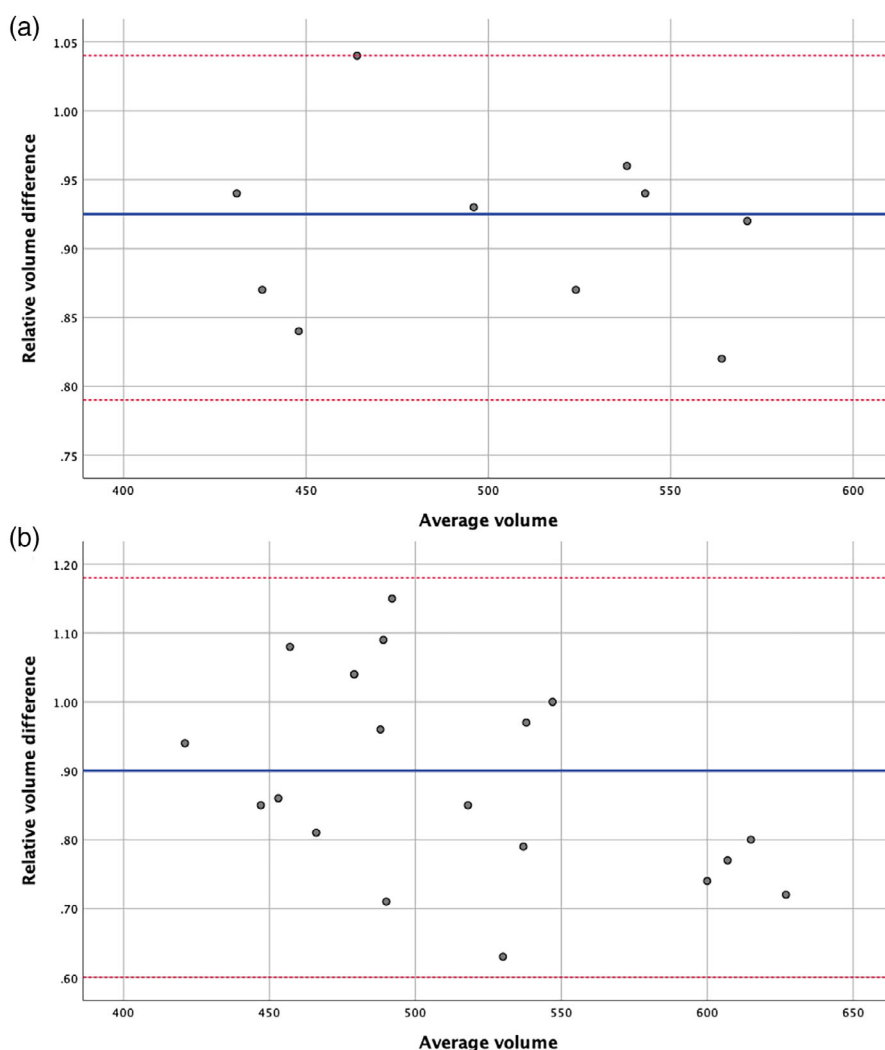 (a)
Relative volume difference
1.05
1.00
.95
.90
.85
.80
.75
400 450 500 550 600
Average volume
(b)
Relative volume difference
1.20
1.10
1.00
.90
.80
.70
.60
400 450 500 550 600 650
Average volume